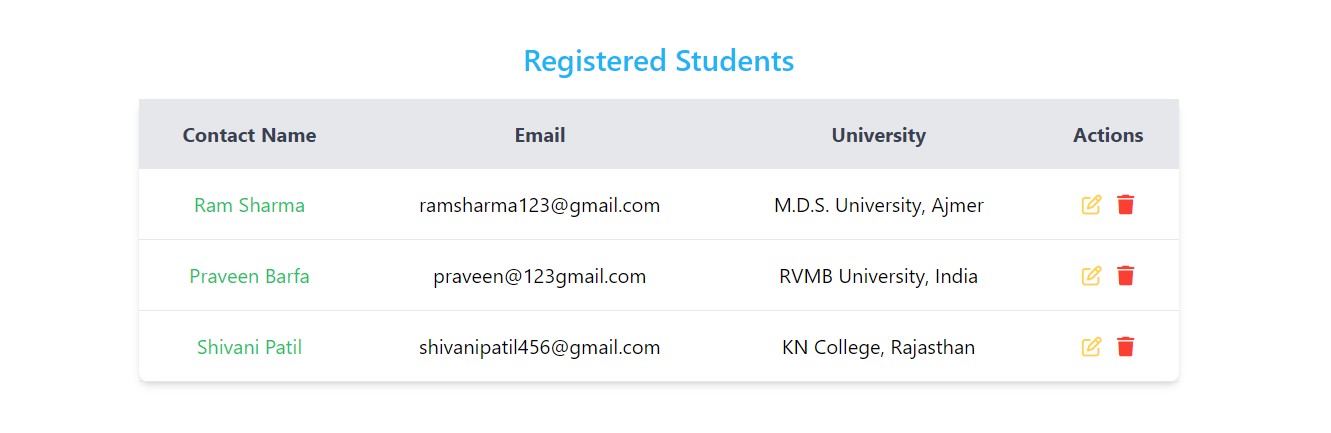 Registered Students
Contact Name Email University Actions
Ram Sharma ramsharma123@gmail.com M.D.S. University, Ajmer
Praveen Barfa praveen@123gmail.com RVMB University, India
Shivani Patil shivanipatil456@gmail.com KN College, Rajasthan